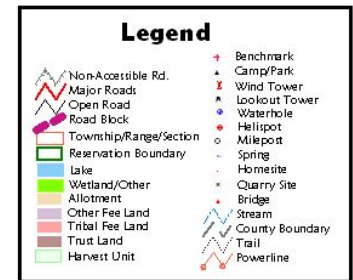 Legend
Non-Accessible Rd.
Major Roads
Open Road
Road Block
Township/Range/Section
Reservation Boundary
Lake
Wetland/Other
Allotment
Other Fee Land
Tribal Fee Land
Trust Land
Harvest Unit
Benchmark
Camp/Park
Wind Tower
Lookout Tower
Waterhole
Helispot
Milepost
Spring
Homesite
Quarry Site
Bridge
Stream
County Boundary
Trail
Powerline